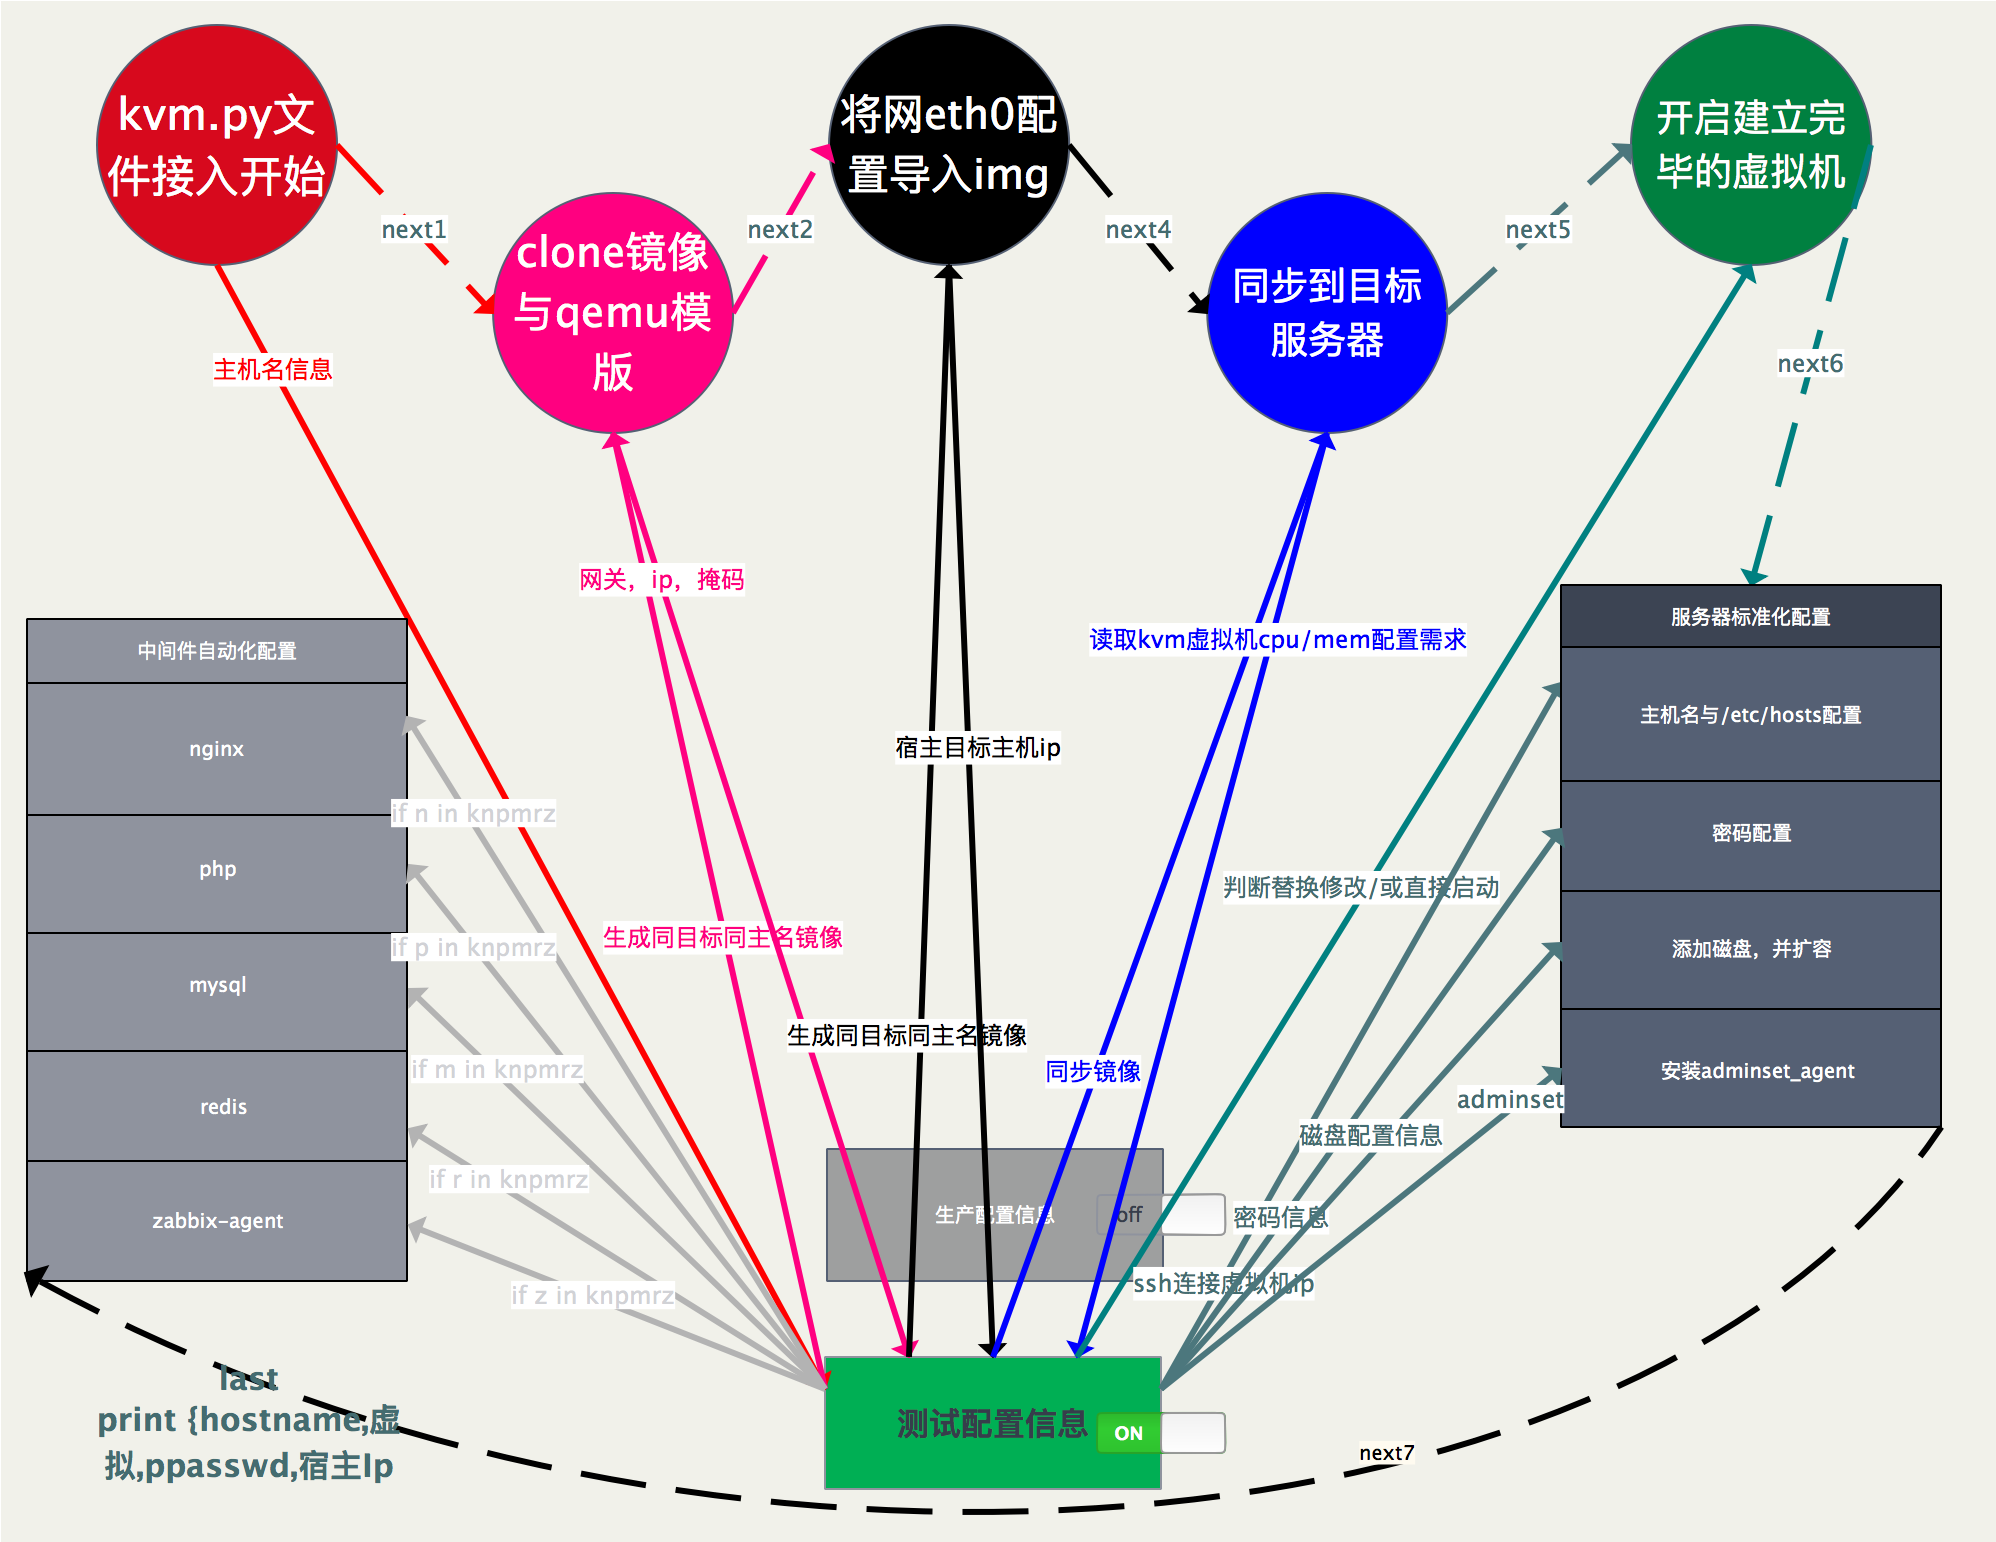 kvm.py文
件接入开始
next1
clone镜像
与qemu模
版
next2
将网eth0配
置导入img
next4
同步到目标
服务器
next5
开启建立完
毕的虚拟机
next6
主机名信息
网关，ip，掩码
读取kvm虚拟机cpu/mem配置需求
宿主目标主机ip
判断替换修改/或直接启动
生成同目标同主名镜像
生成同目标同主名镜像
同步镜像
中间件自动化配置
nginx
php
mysql
redis
zabbix-agent
if n in knpmrz
if p in knpmrz
if m in knpmrz
if r in knpmrz
if z in knpmrz
服务器标准化配置
主机名与/etc/hosts配置
密码配置
添加磁盘，并扩容
安装adminset_agent
adminset
磁盘配置信息
密码信息
ssh连接虚拟机ip
生产配置信息
off
测试配置信息
ON
last
print {hostname,虚
拟,ppasswd,宿主Ip
next7